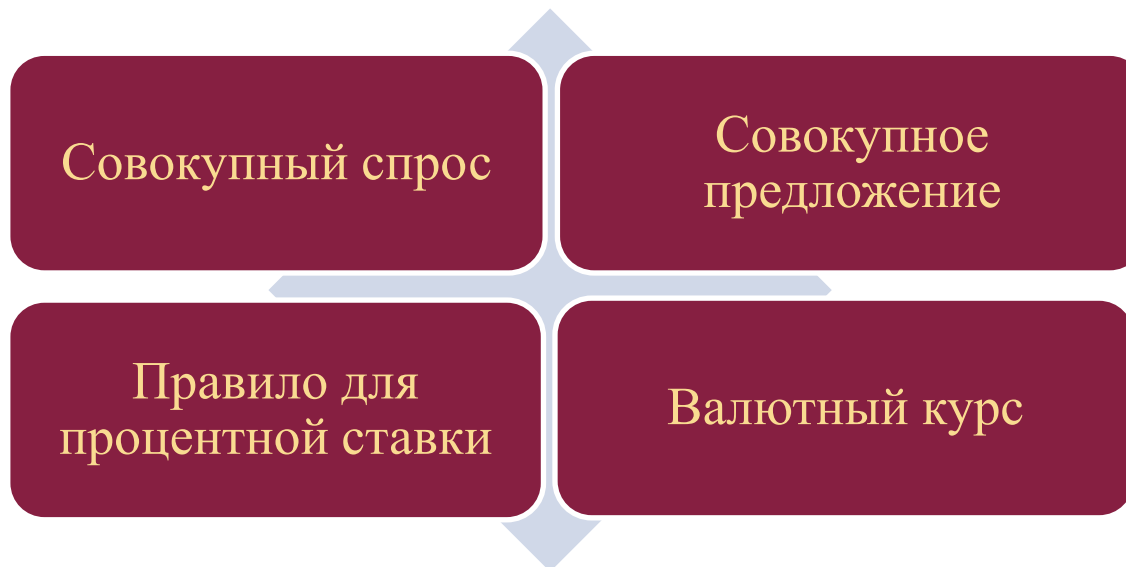 Совокупный спрос
Совокупное
предложение
Правило для
процентной ставки
Валютный курс